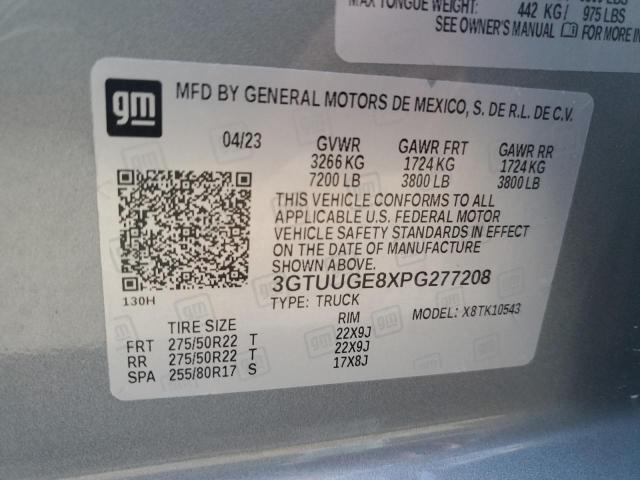 MAX TONGUE WEIGHT: 442 KG/ 975 LBS
SEE OWNER'S MANUAL FOR MORE IN
gm
MFD BY GENERAL MOTORS DE MEXICO, S. DE R.L. DE C.V.
04/23 GVWR GAWR FRT GAWR RR
3266 KG 1724 KG 1724 KG
7200 LB 3800 LB 3800 LB
THIS VEHICLE CONFORMS TO ALL
APPLICABLE U.S. FEDERAL MOTOR
VEHICLE SAFETY STANDARDS IN EFFECT
ON THE DATE OF MANUFACTURE
SHOWN ABOVE.
130H
3GTUUGE8XPG277208
TYPE: TRUCK MODEL: X8TK10543
TIRE SIZE RIM
FRT 275/50R22 T 22X9J
RR 275/50R22 T 22X9J
SPA 255/80R17 S 17X8J